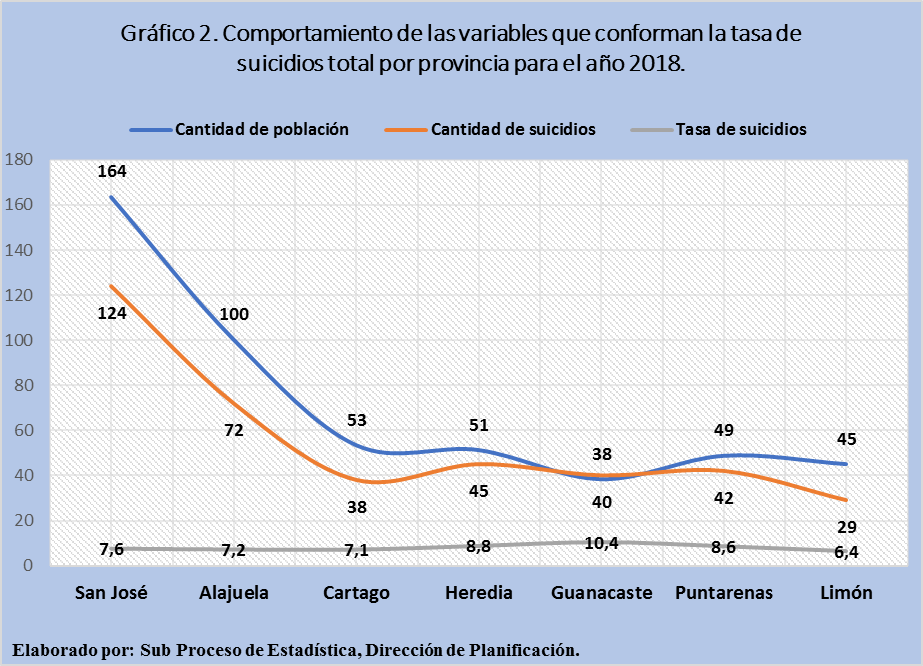 Gráfico 2. Comportamiento de las variables que conforman la tasa de
suicidios total por provincia para el año 2018.
Cantidad de población Cantidad de suicidios Tasa de suicidios
180
160
140
120
100
80
60
40
20
0
164 100 53 51 38 49 45
124 72 38 45 40 42 29
7,6 7,2 7,1 8,8 10,4 8,6 6,4
San José Alajuela Cartago Heredia Guanacaste Puntarenas Limón
Elaborado por: Sub Proceso de Estadística, Dirección de Planificación.